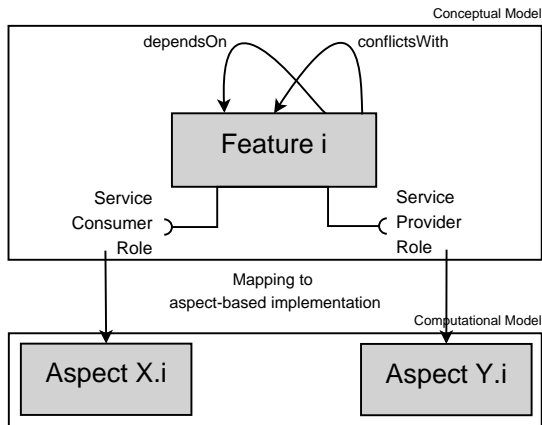 Conceptual Model
dependsOn
conflictsWith
Feature i
Service
Consumer
Role
Service
Provider
Role
Mapping to
aspect-based implementation
Computational Model
Aspect X.i
Aspect Y.i